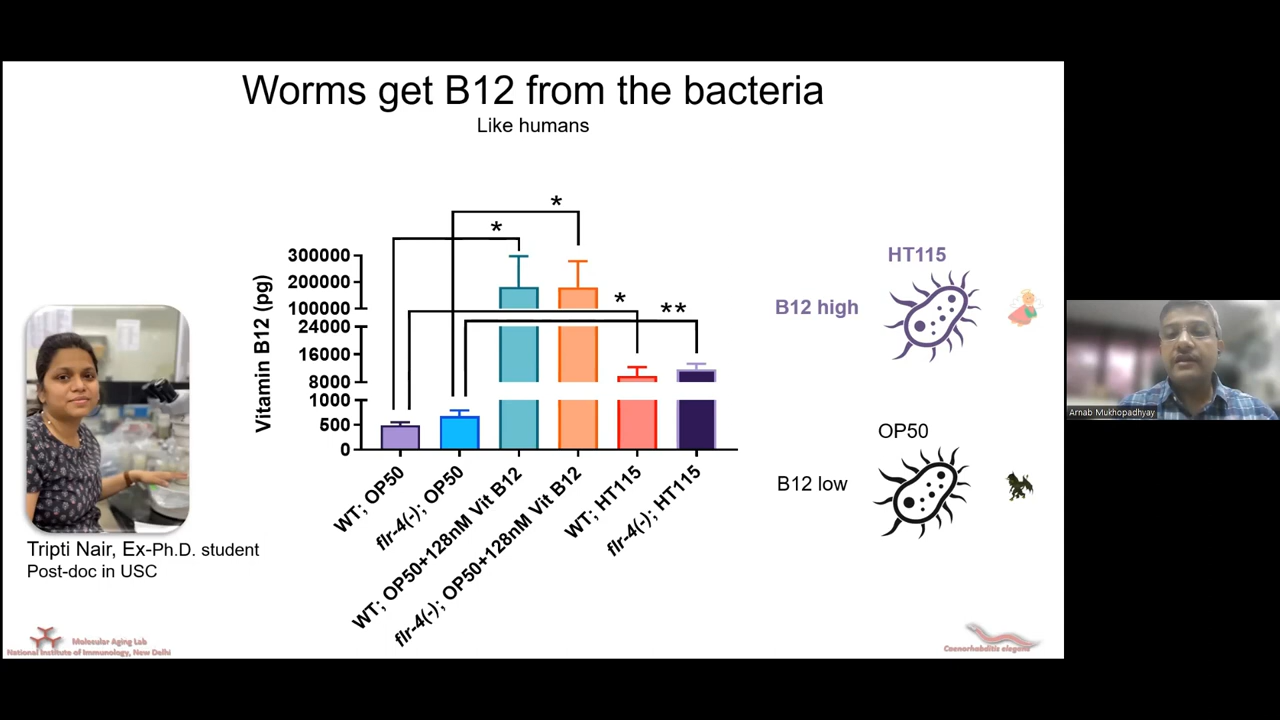 Worms get B12 from the bacteria
Like humans
*
*
*
**
Vitamin B12 (pg)
300000
200000
100000
24000
16000
8000
1000
500
0
WT; OP50
flr-4(-); OP50
WT; OP50+128nM Vit B12
flr-4(-); OP50+128nM Vit B12
WT; HT115
flr-4(-); HT115
HT115
B12 high
OP50
B12 low
Tripti Nair, Ex-Ph.D. student
Post-doc in USC
Molecular Aging Lab
National Institute of Immunology, New Delhi
Caenorhabditis elegans
Arnab Mukhopadhyay